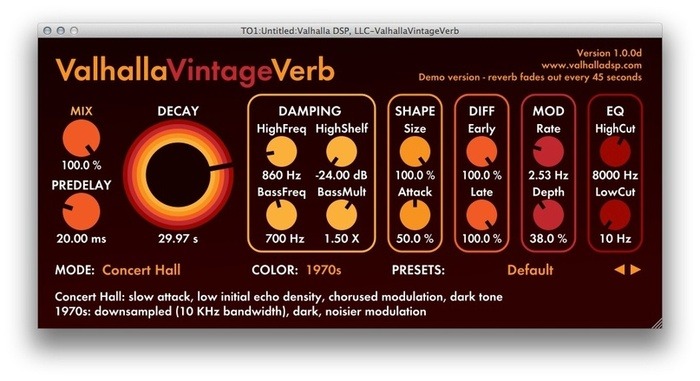 TO1:Untitled:Valhalla DSP, LLC-ValhallaVintageVerb
ValhallaVintageVerb
Version 1.0.0d
www.valhalladsp.com
Demo version - reverb fades out every 45 seconds
MIX
100.0 %
PREDELAY
20.00 ms
DECAY
29.97 s
DAMPING
HighFreq HighShelf
860 Hz -24.00 dB
BassFreq BassMult
700 Hz 1.50 X
SHAPE
Size
100.0 %
Attack
50.0 %
DIFF
Early
100.0 %
Late
100.0 %
MOD
Rate
2.53 Hz
Depth
38.0 %
EQ
HighCut
8000 Hz
LowCut
10 Hz
MODE: Concert Hall COLOR: 1970s PRESETS: Default
Concert Hall: slow attack, low initial echo density, chorused modulation, dark tone
1970s: downsampled (10 KHz bandwidth), dark, noisier modulation